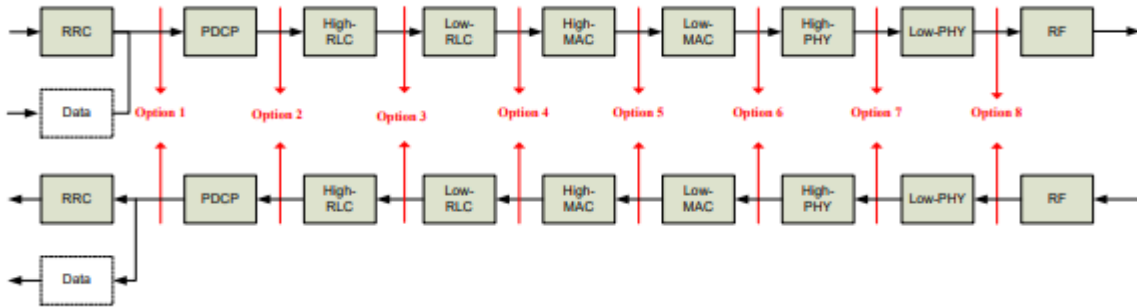 RRC
PDCP
High-
RLC
Low-
RLC
High-
MAC
Low-
MAC
High-
PHY
Low-PHY
RF
Data
Option 1
Option 2
Option 3
Option 4
Option 5
Option 6
Option 7
Option 8
RRC
PDCP
High-
RLC
Low-
RLC
High-
MAC
Low-
MAC
High-
PHY
Low-PHY
RF
Data